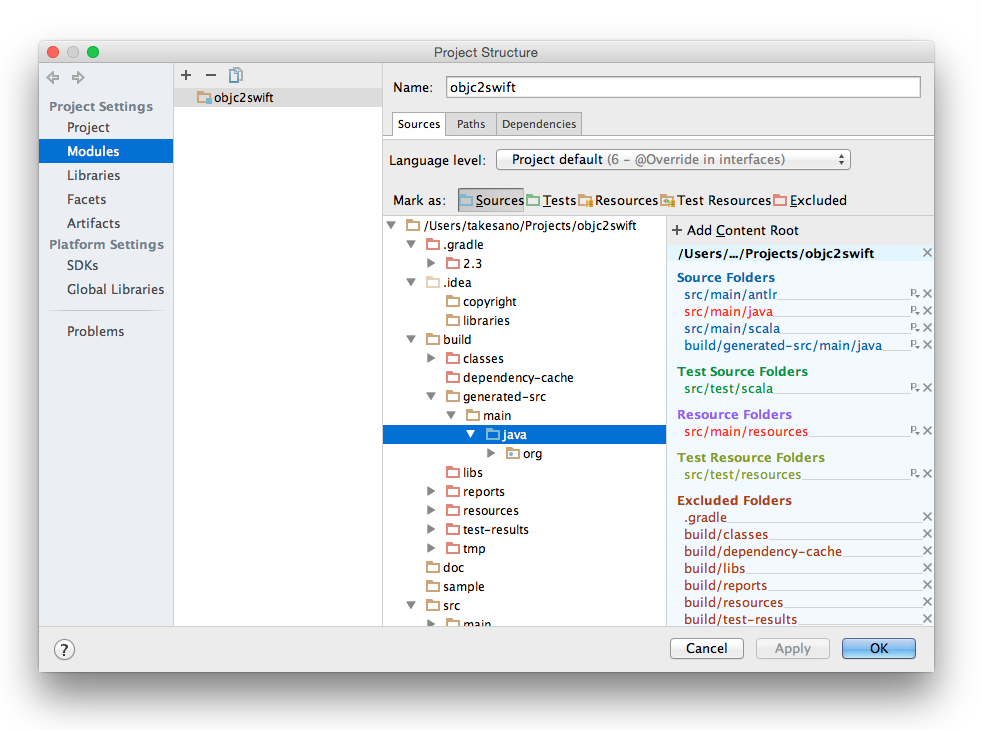 Project Structure
Project Settings
Project
Modules
Libraries
Facets
Artifacts
Platform Settings
SDKs
Global Libraries
Problems
objc2swift
Name: objc2swift
Sources Paths Dependencies
Language level: Project default (6 – @Override in interfaces)
Mark as: Sources Tests Resources Test Resources Excluded
/Users/takesano/Projects/objc2swift
.gradle
2.3
.idea
copyright
libraries
build
classes
dependency-cache
generated-src
main
java
org
libs
reports
resources
test-results
tmp
doc
sample
src
main
+ Add Content Root
/Users/.../Projects/objc2swift
Source Folders
src/main/antlr
src/main/java
src/main/scala
build/generated-src/main/java
Test Source Folders
src/test/scala
Resource Folders
src/main/resources
Test Resource Folders
src/test/resources
Excluded Folders
.gradle
build/classes
build/dependency-cache
build/libs
build/reports
build/resources
build/test-results
? Cancel Apply OK